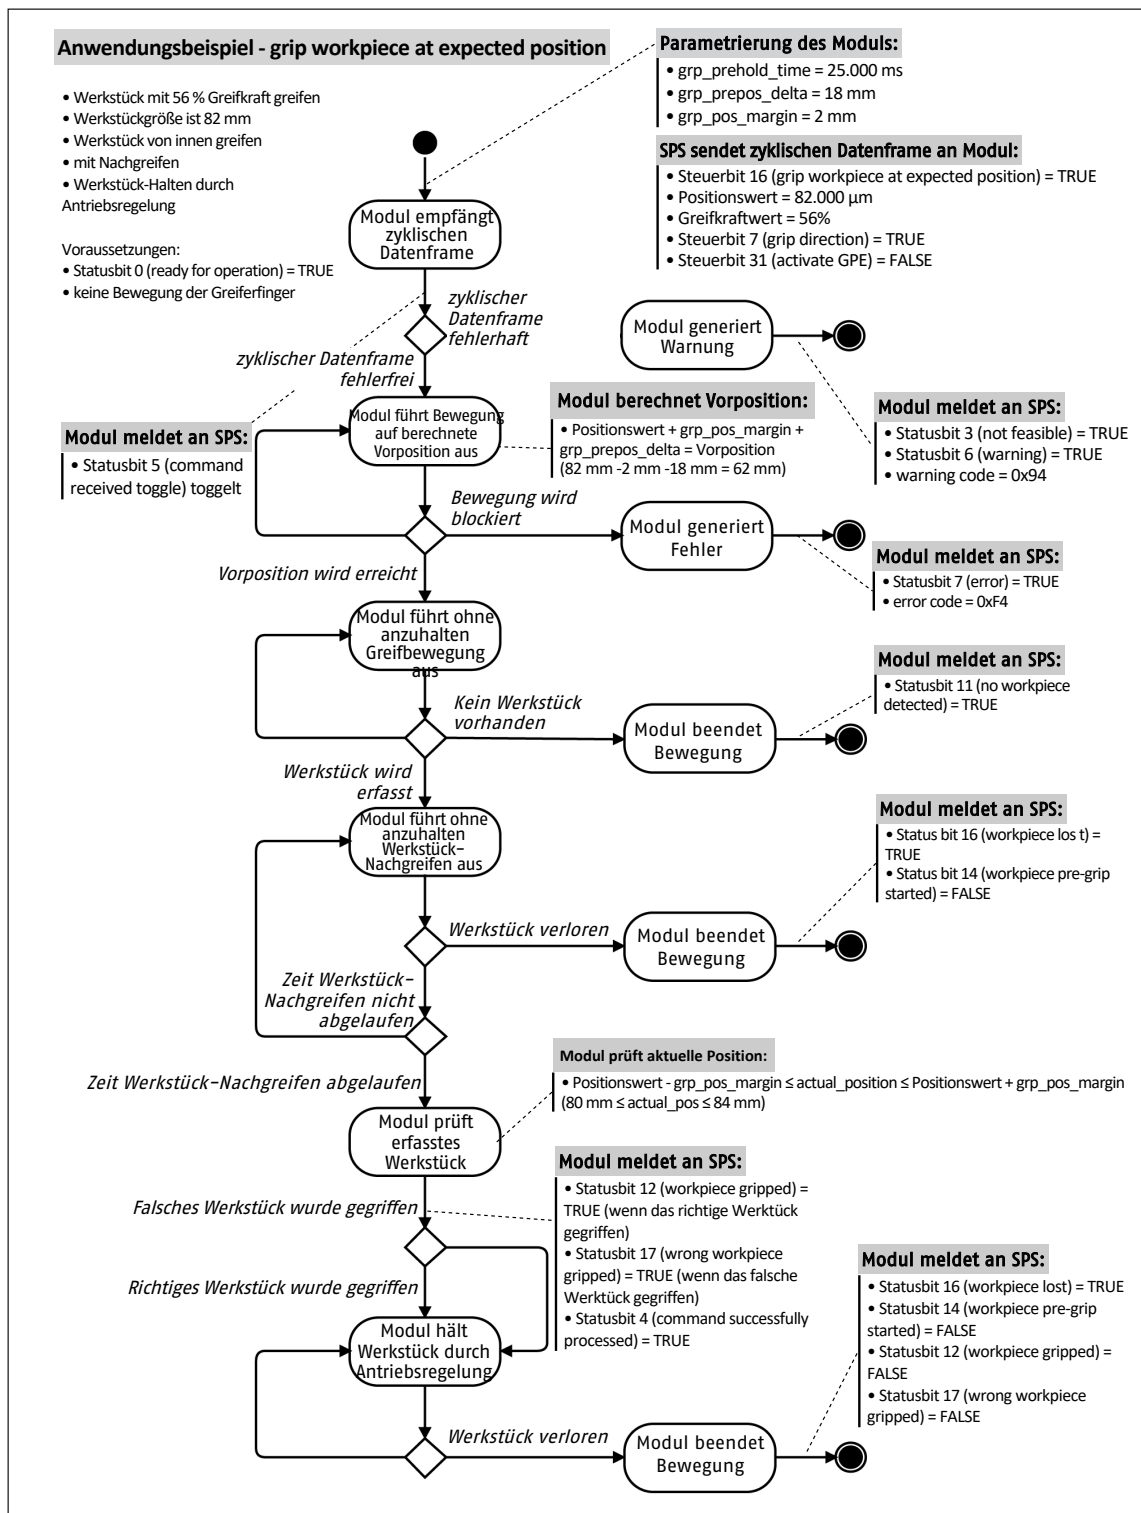 Anwendungsbeispiel - grip workpiece at expected position
• Werkstück mit 56 % Greifkraft greifen
• Werkstückgröße ist 82 mm
• Werkstück von innen greifen
• mit Nachgreifen
• Werkstück-Halten durch
Antriebsregelung
Voraussetzungen:
• Statusbit 0 (ready for operation) = TRUE
• keine Bewegung der Greiferfinger
Parametrierung des Moduls:
• grp_prehold_time = 25.000 ms
• grp_prepos_delta = 18 mm
• grp_pos_margin = 2 mm
SPS sendet zyklischen Datenframe an Modul:
• Steuerbit 16 (grip workpiece at expected position) = TRUE
• Positionswert = 82.000 µm
• Greifkraftwert = 56%
• Steuerbit 7 (grip direction) = TRUE
• Steuerbit 31 (activate GPE) = FALSE
Modul empfängt
zyklischen
Datenframe
zyklischer
Datenframe
fehlerhaft
Modul generiert
Warnung
zyklischer Datenframe
fehlerfrei
Modul meldet an SPS:
• Statusbit 3 (not feasible) = TRUE
• Statusbit 6 (warning) = TRUE
• warning code = 0x94
Modul meldet an SPS:
• Statusbit 5 (command
received toggle) toggelt
Modul führt Bewegung
auf berechnete
Vorposition aus
Modul berechnet Vorposition:
• Positionswert + grp_pos_margin +
grp_prepos_delta = Vorposition
(82 mm -2 mm -18 mm = 62 mm)
Bewegung wird
blockiert
Modul generiert
Fehler
Modul meldet an SPS:
• Statusbit 7 (error) = TRUE
• error code = 0xF4
Vorposition wird erreicht
Modul führt ohne
anzuhalten
Greifbewegung
aus
Kein Werkstück
vorhanden
Modul beendet
Bewegung
Modul meldet an SPS:
• Statusbit 11 (no workpiece
detected) = TRUE
Werkstück wird
erfasst
Modul führt ohne
anzuhalten
Werkstück-
Nachgreifen aus
Modul meldet an SPS:
• Status bit 16 (workpiece los t) =
TRUE
• Status bit 14 (workpiece pre-grip
started) = FALSE
Werkstück verloren
Modul beendet
Bewegung
Zeit Werkstück-
Nachgreifen nicht
abgelaufen
Zeit Werkstück-Nachgreifen abgelaufen
Modul prüft aktuelle Position:
• Positionswert - grp_pos_margin ≤ actual_position ≤ Positionswert + grp_pos_margin
(80 mm ≤ actual_pos ≤ 84 mm)
Modul prüft
erfasstes
Werkstück
Modul meldet an SPS:
• Statusbit 12 (workpiece gripped) =
TRUE (wenn das richtige Werktück
gegriffen)
• Statusbit 17 (wrong workpiece
gripped) = TRUE (wenn das falsche
Werktück gegriffen)
• Statusbit 4 (command successfully
processed) = TRUE
Falsches Werkstück wurde gegriffen
Richtiges Werkstück wurde gegriffen
Modul hält
Werkstück durch
Antriebsregelung
Modul meldet an SPS:
• Statusbit 16 (workpiece lost) = TRUE
• Statusbit 14 (workpiece pre-grip
started) = FALSE
• Statusbit 12 (workpiece gripped) =
FALSE
• Statusbit 17 (wrong workpiece
gripped) = FALSE
Werkstück verloren
Modul beendet
Bewegung